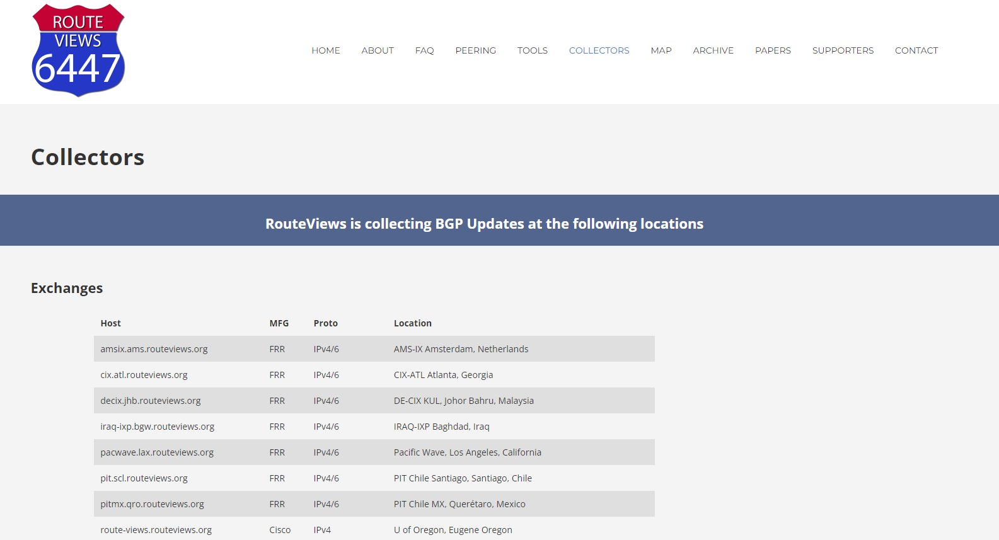 ROUTE
VIEWS
6447
HOME ABOUT FAQ PEERING TOOLS COLLECTORS MAP ARCHIVE PAPERS SUPPORTERS CONTACT
Collectors
RouteViews is collecting BGP Updates at the following locations
Exchanges
Host MFG Proto Location
amsix.ams.routeviews.org FRR IPv4/6 AMS-IX Amsterdam, Netherlands
cix.atl.routeviews.org FRR IPv4/6 CIX-ATL Atlanta, Georgia
decix.jhb.routeviews.org FRR IPv4/6 DE-CIX KUL, Johor Bahru, Malaysia
iraq-ixp.bgw.routeviews.org FRR IPv4/6 IRAQ-IXP Baghdad, Iraq
pacwave.lax.routeviews.org FRR IPv4/6 Pacific Wave, Los Angeles, California
pit.scl.routeviews.org FRR IPv4/6 PIT Chile Santiago, Santiago, Chile
pitmx.qro.routeviews.org FRR IPv4/6 PIT Chile MX, Querétaro, Mexico
route-views.routeviews.org Cisco IPv4 U of Oregon, Eugene Oregon